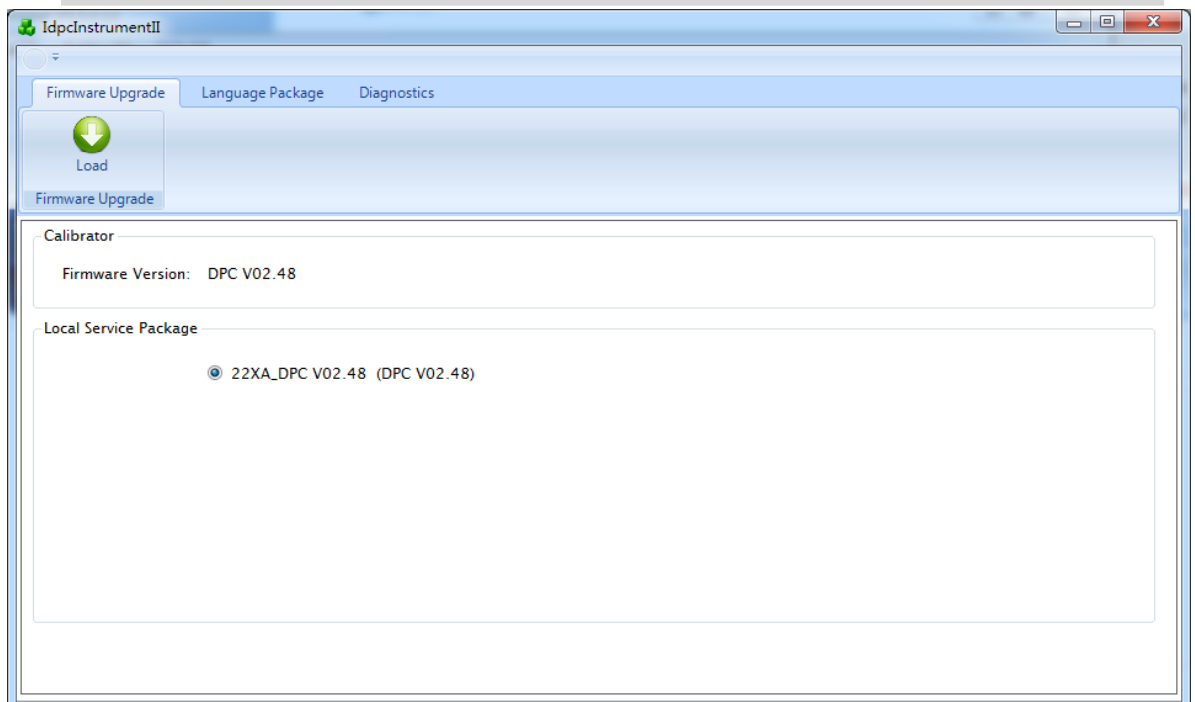 IdpcInstrumentII
Firmware Upgrade Language Package Diagnostics
Load
Firmware Upgrade
Calibrator
Firmware Version: DPC V02.48
Local Service Package
22XA_DPC V02.48 (DPC V02.48)